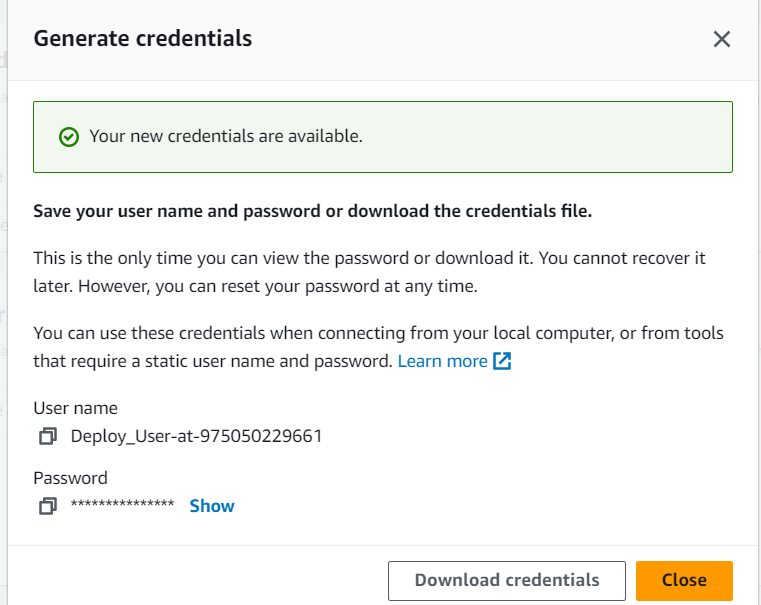 Generate credentials
Your new credentials are available.
Save your user name and password or download the credentials file.
This is the only time you can view the password or download it. You cannot recover it
later. However, you can reset your password at any time.
You can use these credentials when connecting from your local computer, or from tools
that require a static user name and password. Learn more
User name
Deploy_User-at-975050229661
Password
*************** Show
Download credentials Close